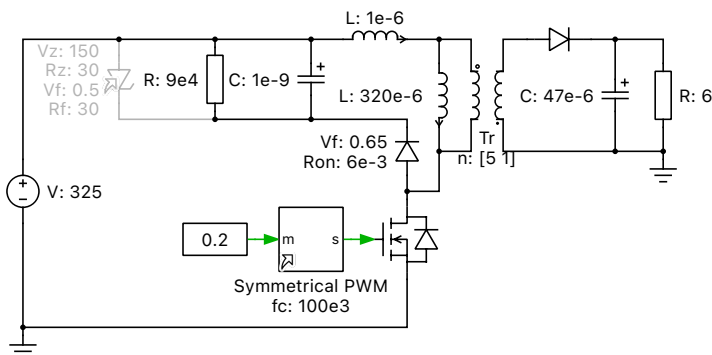 L: 1e-6
Vz: 150
Rz: 30
Vf: 0.5
Rf: 30
R: 9e4
C: 1e-9
L: 320e-6
C: 47e-6
R: 6
Tr
n: [5 1]
Vf: 0.65
Ron: 6e-3
V: 325
0.2
m
s
Symmetrical PWM
fc: 100e3